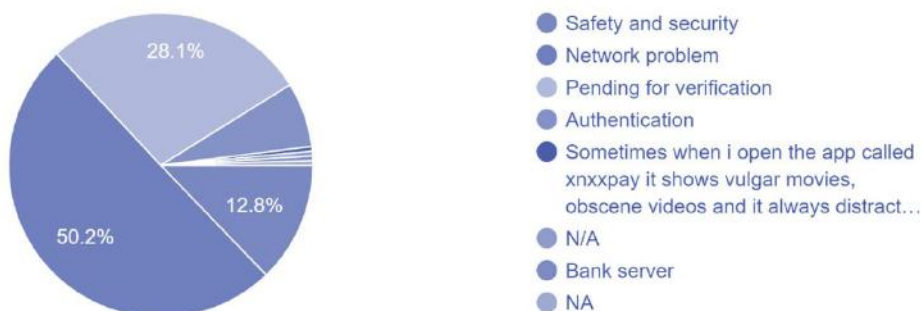 28.1%
12.8%
50.2%
Safety and security
Network problem
Pending for verification
Authentication
Sometimes when i open the app called
xnxxpay it shows vulgar movies,
obscene videos and it always distract…
N/A
Bank server
NA